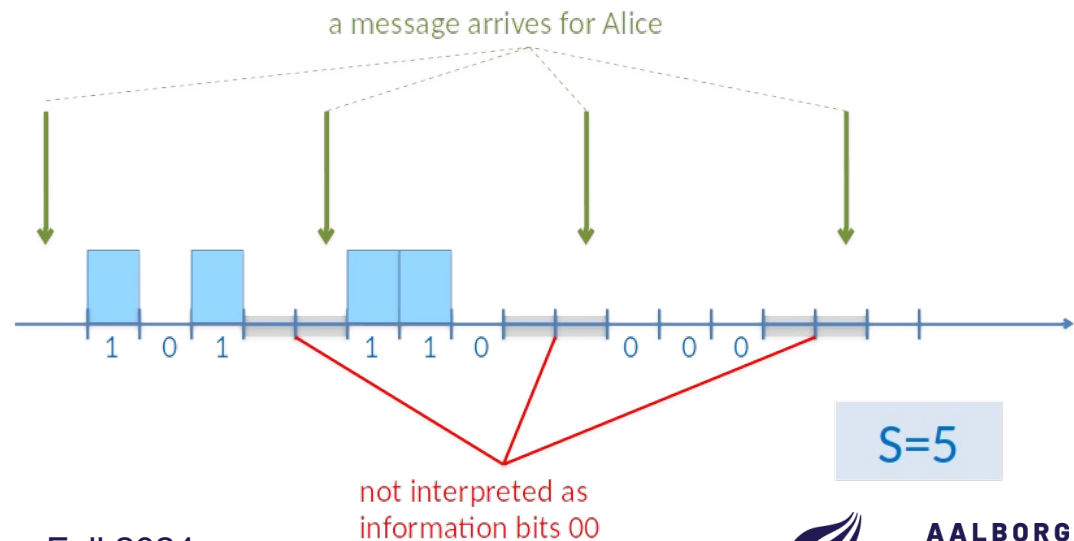 a message arrives for Alice
1 0 1 1 1 0 0 0 0
S=5
not interpreted as
information bits 00
AALBORG